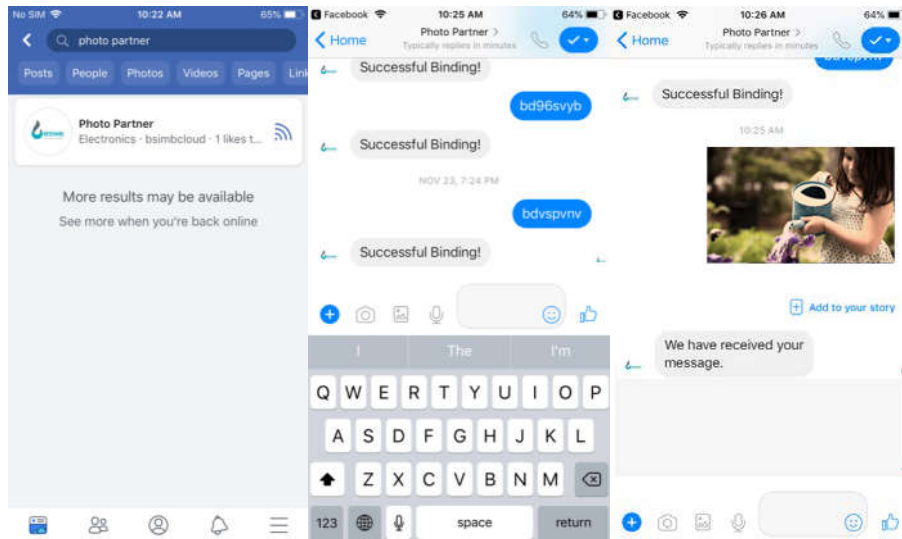 No SIM 10:22 AM 65%
photo partner
Posts People Photos Videos Pages Link
Photo Partner
Electronics · bsimbcloud · 1 likes t...
More results may be available
See more when you're back online
Facebook 10:25 AM 64%
Home
Photo Partner >
Typically replies in minutes
Successful Binding!
bd96svyb
Successful Binding!
NOV 23, 7:24 PM
bdvspvnv
Successful Binding!
I The I'm
Q W E R T Y U I O P
A S D F G H J K L
Z X C V B N M
123 space return
Facebook 10:26 AM 64%
Home
Photo Partner >
Typically replies in minutes
Successful Binding!
10:25 AM
Add to your story
We have received your
message.